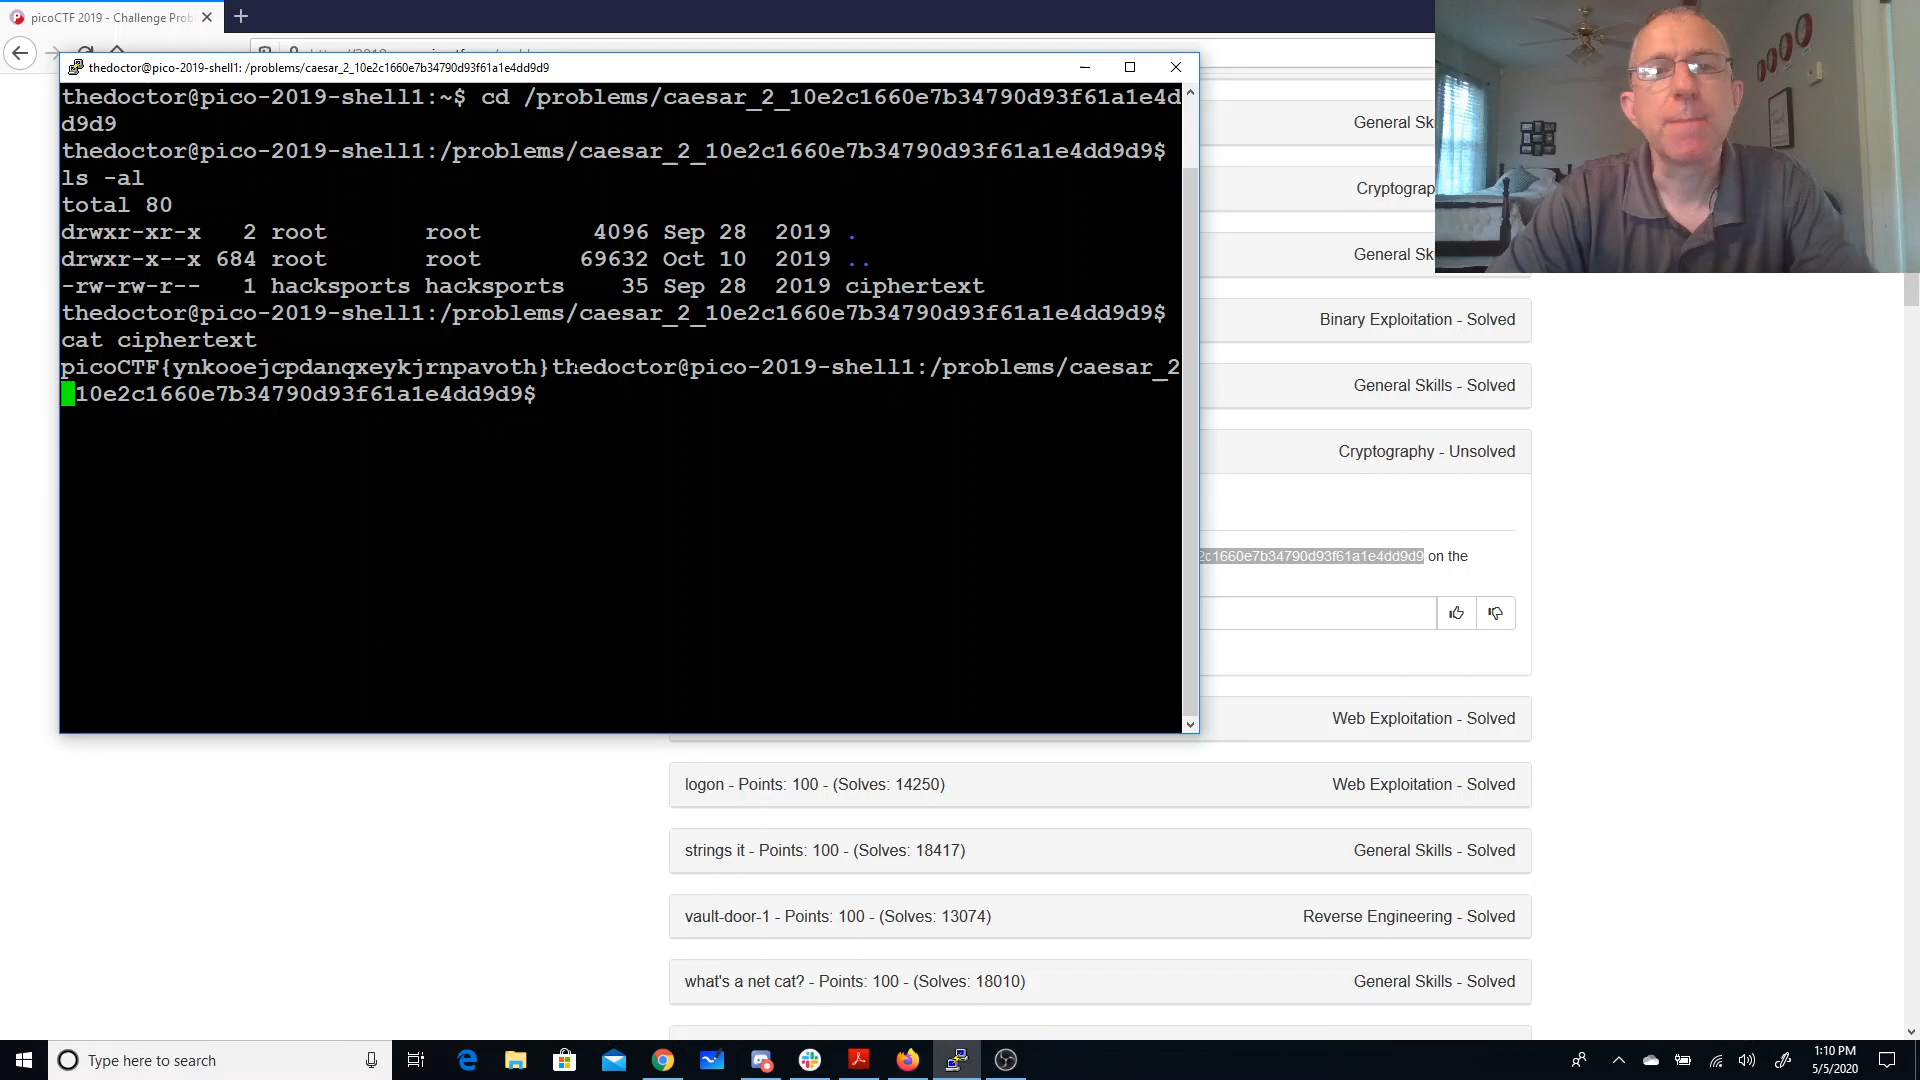 picoCTF 2019 - Challenge Prob
thedoctor@pico-2019-shell1: /problems/caesar_2_10e2c1660e7b34790d93f61a1e4dd9d9
thedoctor@pico-2019-shell1:~$ cd /problems/caesar_2_10e2c1660e7b34790d93f61a1e4d
d9d9
thedoctor@pico-2019-shell1:/problems/caesar_2_10e2c1660e7b34790d93f61a1e4dd9d9$
ls -al
total 80
drwxr-xr-x 2 root root 4096 Sep 28 2019 .
drwxr-x--x 684 root root 69632 Oct 10 2019 ..
-rw-rw-r-- 1 hacksports hacksports 35 Sep 28 2019 ciphertext
thedoctor@pico-2019-shell1:/problems/caesar_2_10e2c1660e7b34790d93f61a1e4dd9d9$
cat ciphertext
picoCTF{ynkooejcpdanqxeykjrnpavoth}thedoctor@pico-2019-shell1:/problems/caesar_2
_10e2c1660e7b34790d93f61a1e4dd9d9$
General Sk
Cryptograp
General Sk
Binary Exploitation - Solved
General Skills - Solved
Cryptography - Unsolved
2c1660e7b34790d93f61a1e4dd9d9 on the
Web Exploitation - Solved
logon - Points: 100 - (Solves: 14250) Web Exploitation - Solved
strings it - Points: 100 - (Solves: 18417) General Skills - Solved
vault-door-1 - Points: 100 - (Solves: 13074) Reverse Engineering - Solved
what's a net cat? - Points: 100 - (Solves: 18010) General Skills - Solved
Type here to search
1:10 PM
5/5/2020